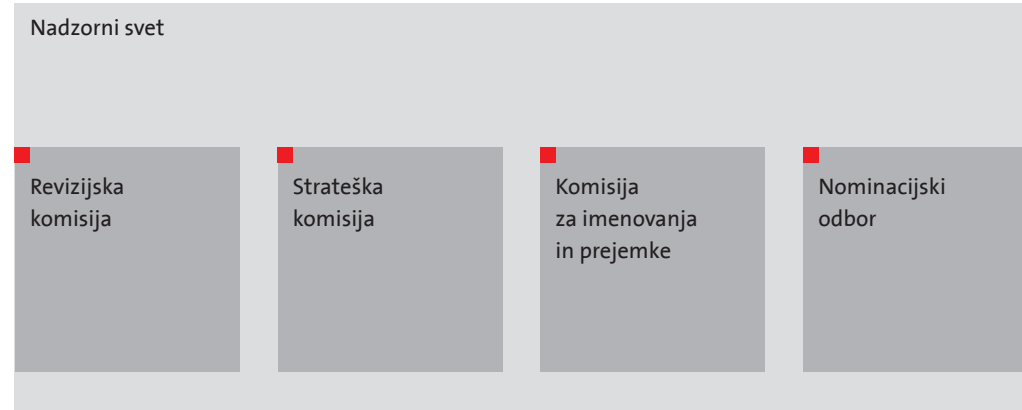 Nadzorni svet
Revizijska
komisija
Strateška
komisija
Komisija
za imenovanja
in prejemke
Nominacijski
odbor